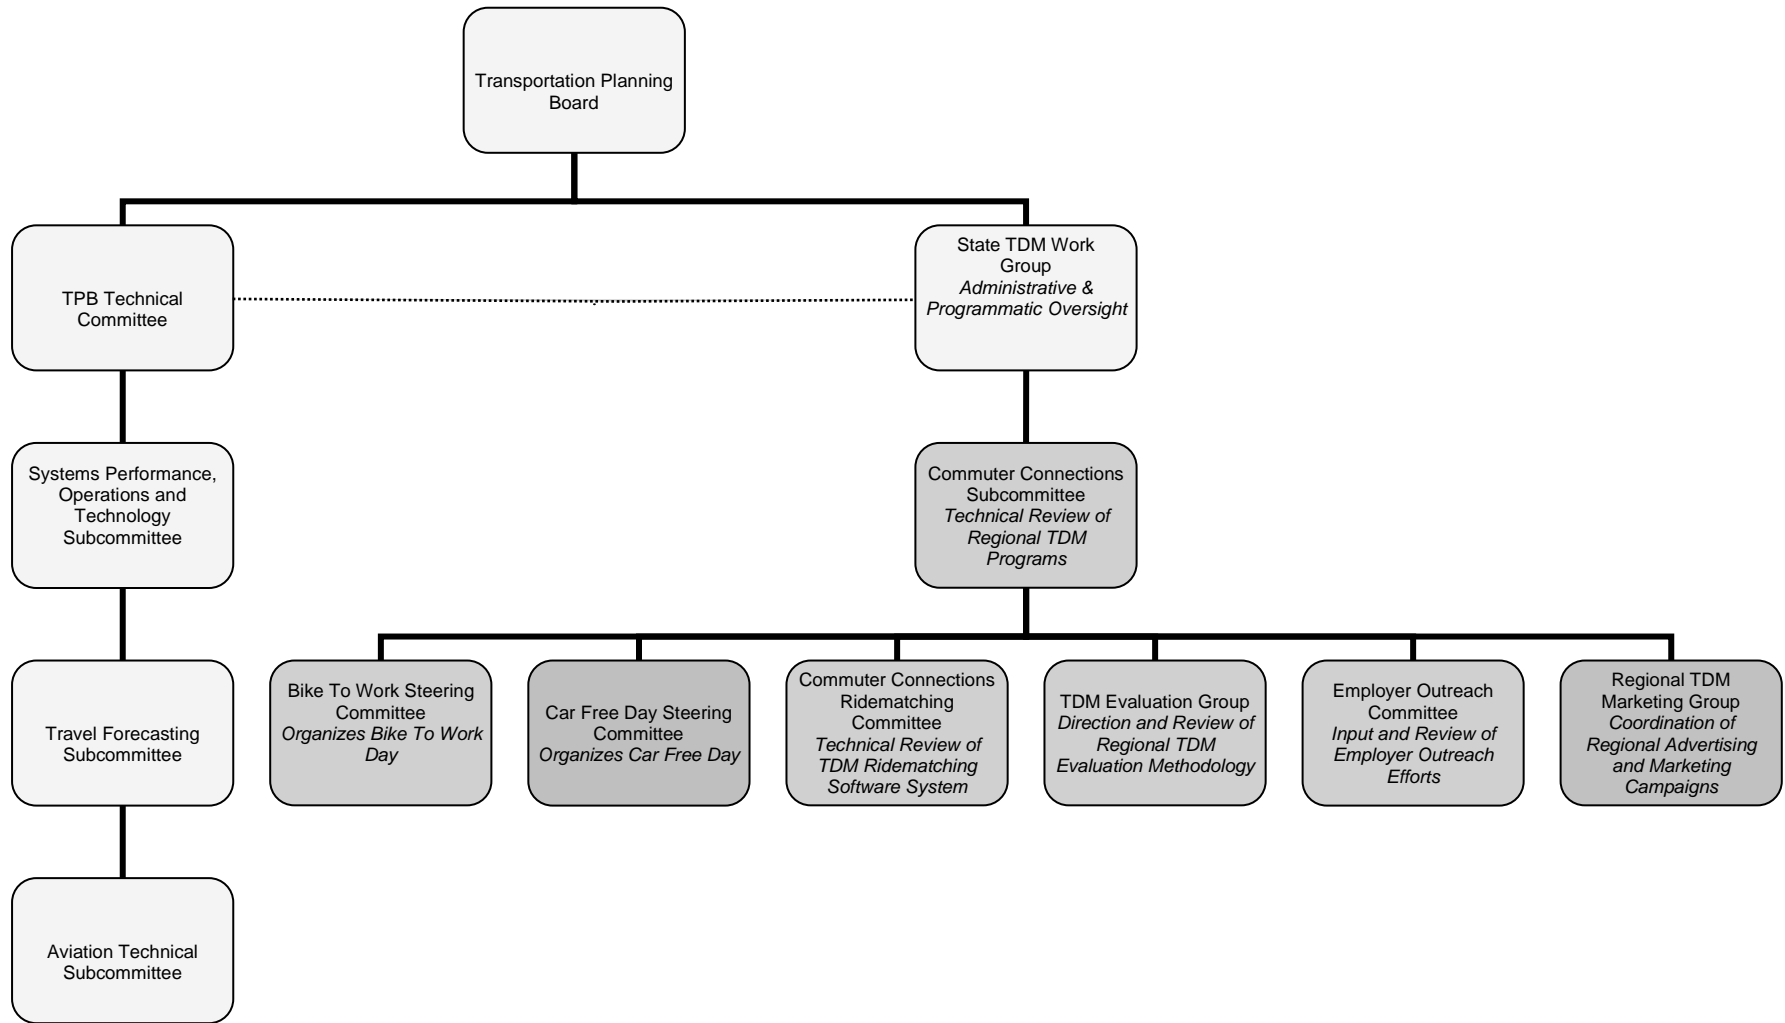 Transportation Planning
Board
TPB Technical
Committee
State TDM Work
Group
Administrative &
Programmatic Oversight
Systems Performance,
Operations and
Technology
Subcommittee
Commuter Connections
Subcommittee
Technical Review of
Regional TDM
Programs
Travel Forecasting
Subcommittee
Bike To Work Steering
Committee
Organizes Bike To Work
Day
Car Free Day Steering
Committee
Organizes Car Free Day
Commuter Connections
Ridematching
Committee
Technical Review of
TDM Ridematching
Software System
TDM Evaluation Group
Direction and Review of
Regional TDM
Evaluation Methodology
Employer Outreach
Committee
Input and Review of
Employer Outreach
Efforts
Regional TDM
Marketing Group
Coordination of
Regional Advertising
and Marketing
Campaigns
Aviation Technical
Subcommittee